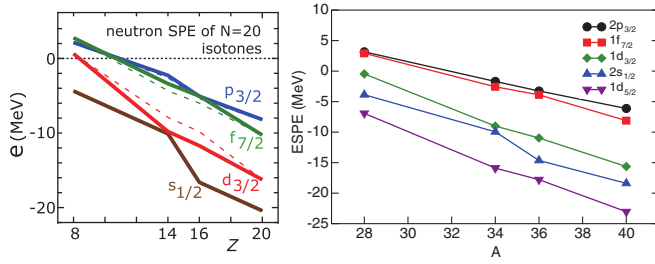 neutron SPE of N=20
isotones
0
-10
-20
e (MeV)
p3/2
f7/2
d3/2
s1/2
8
14
16
20
Z
10
5
0
-5
-10
-15
-20
-25
ESPE (MeV)
2p3/2
1f7/2
1d3/2
2s1/2
1d5/2
28
30
32
34
36
38
40
A